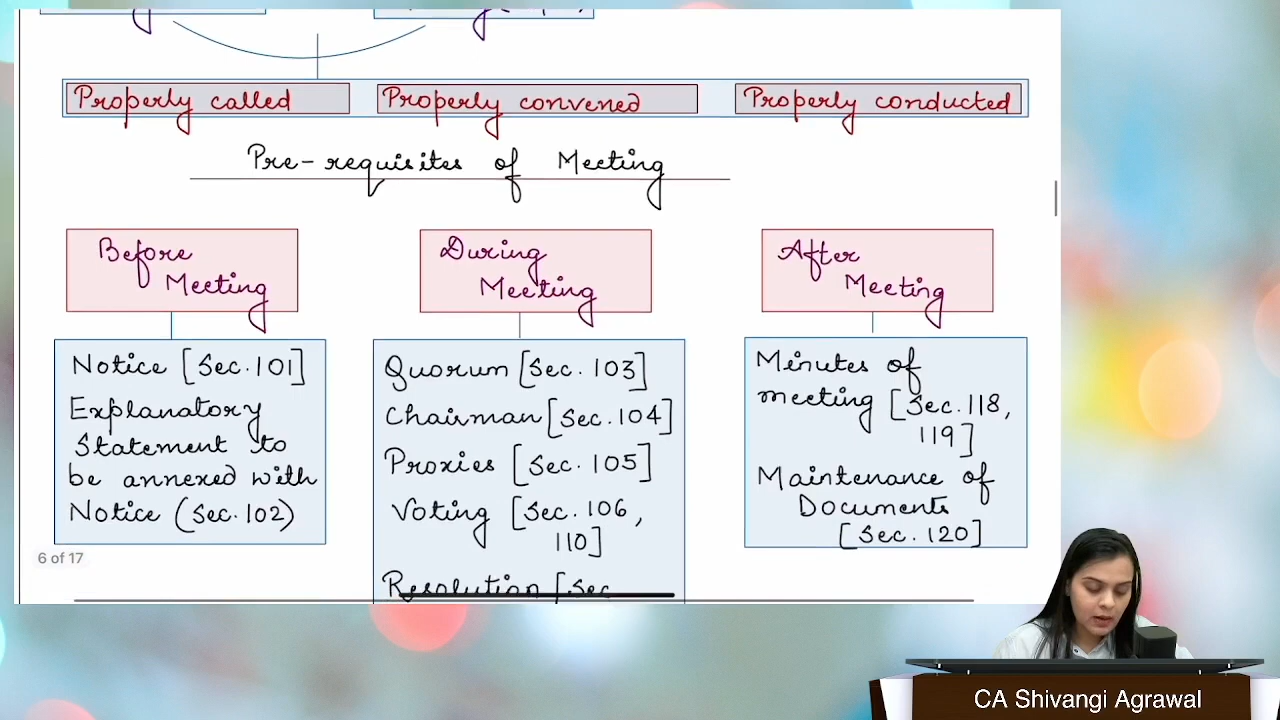 Properly called
Properly convened
Properly conducted
Pre-requisites of Meeting
Before
Meeting
Notice [Sec. 101]
Explanatory
Statement to
be annexed with
Notice (Sec. 102)
During
Meeting
Quorum [Sec. 103]
Chairman [Sec. 104]
Proxies [Sec. 105]
Voting [Sec. 106,
110]
Resolution [Sec.
After
Meeting
Minutes of
meeting [Sec. 118,
119]
Maintenance of
Documents
[Sec. 120]
6 of 17
CA Shivangi Agrawal